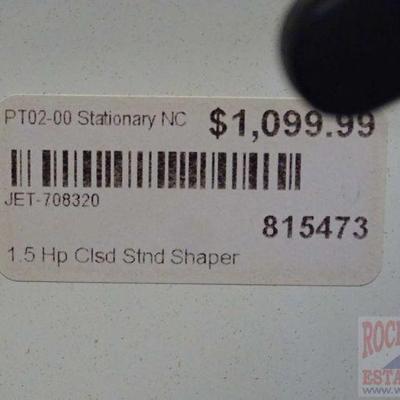 PT02-00 Stationary NC $1,099.99
JET-708320
815473
1.5 Hp Clsd Stnd Shaper